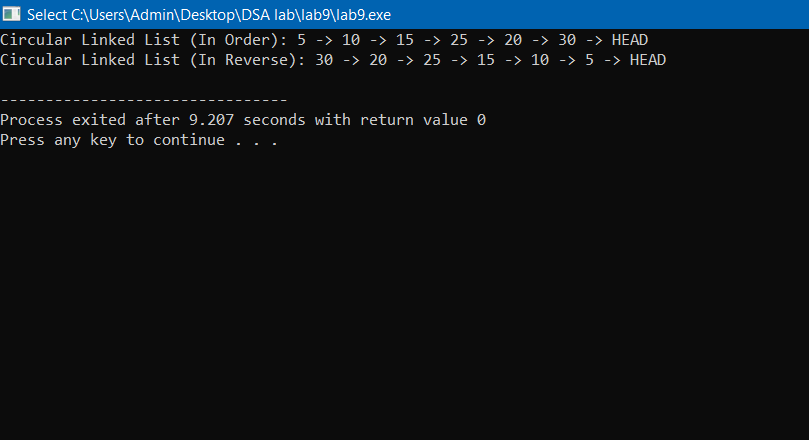 Select C:\Users\Admin\Desktop\DSA lab\lab9\lab9.exe
Circular Linked List (In Order): 5 -> 10 -> 15 -> 25 -> 20 -> 30 -> HEAD
Circular Linked List (In Reverse): 30 -> 20 -> 25 -> 15 -> 10 -> 5 -> HEAD
--------------------------------
Process exited after 9.207 seconds with return value 0
Press any key to continue . . .